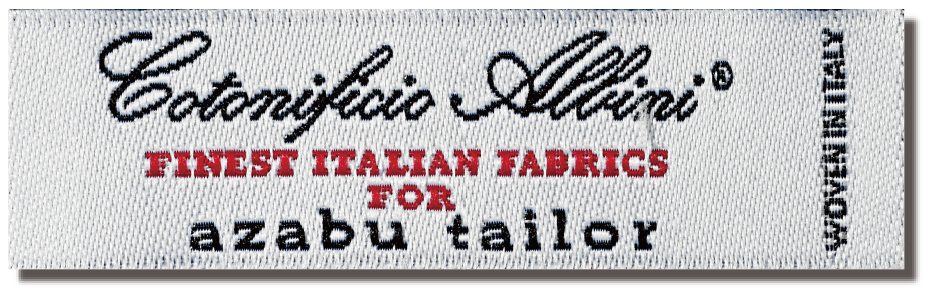 Cotonificio Albini®
FINEST ITALIAN FABRICS
FOR
azabu tailor
WOVEN IN ITALY